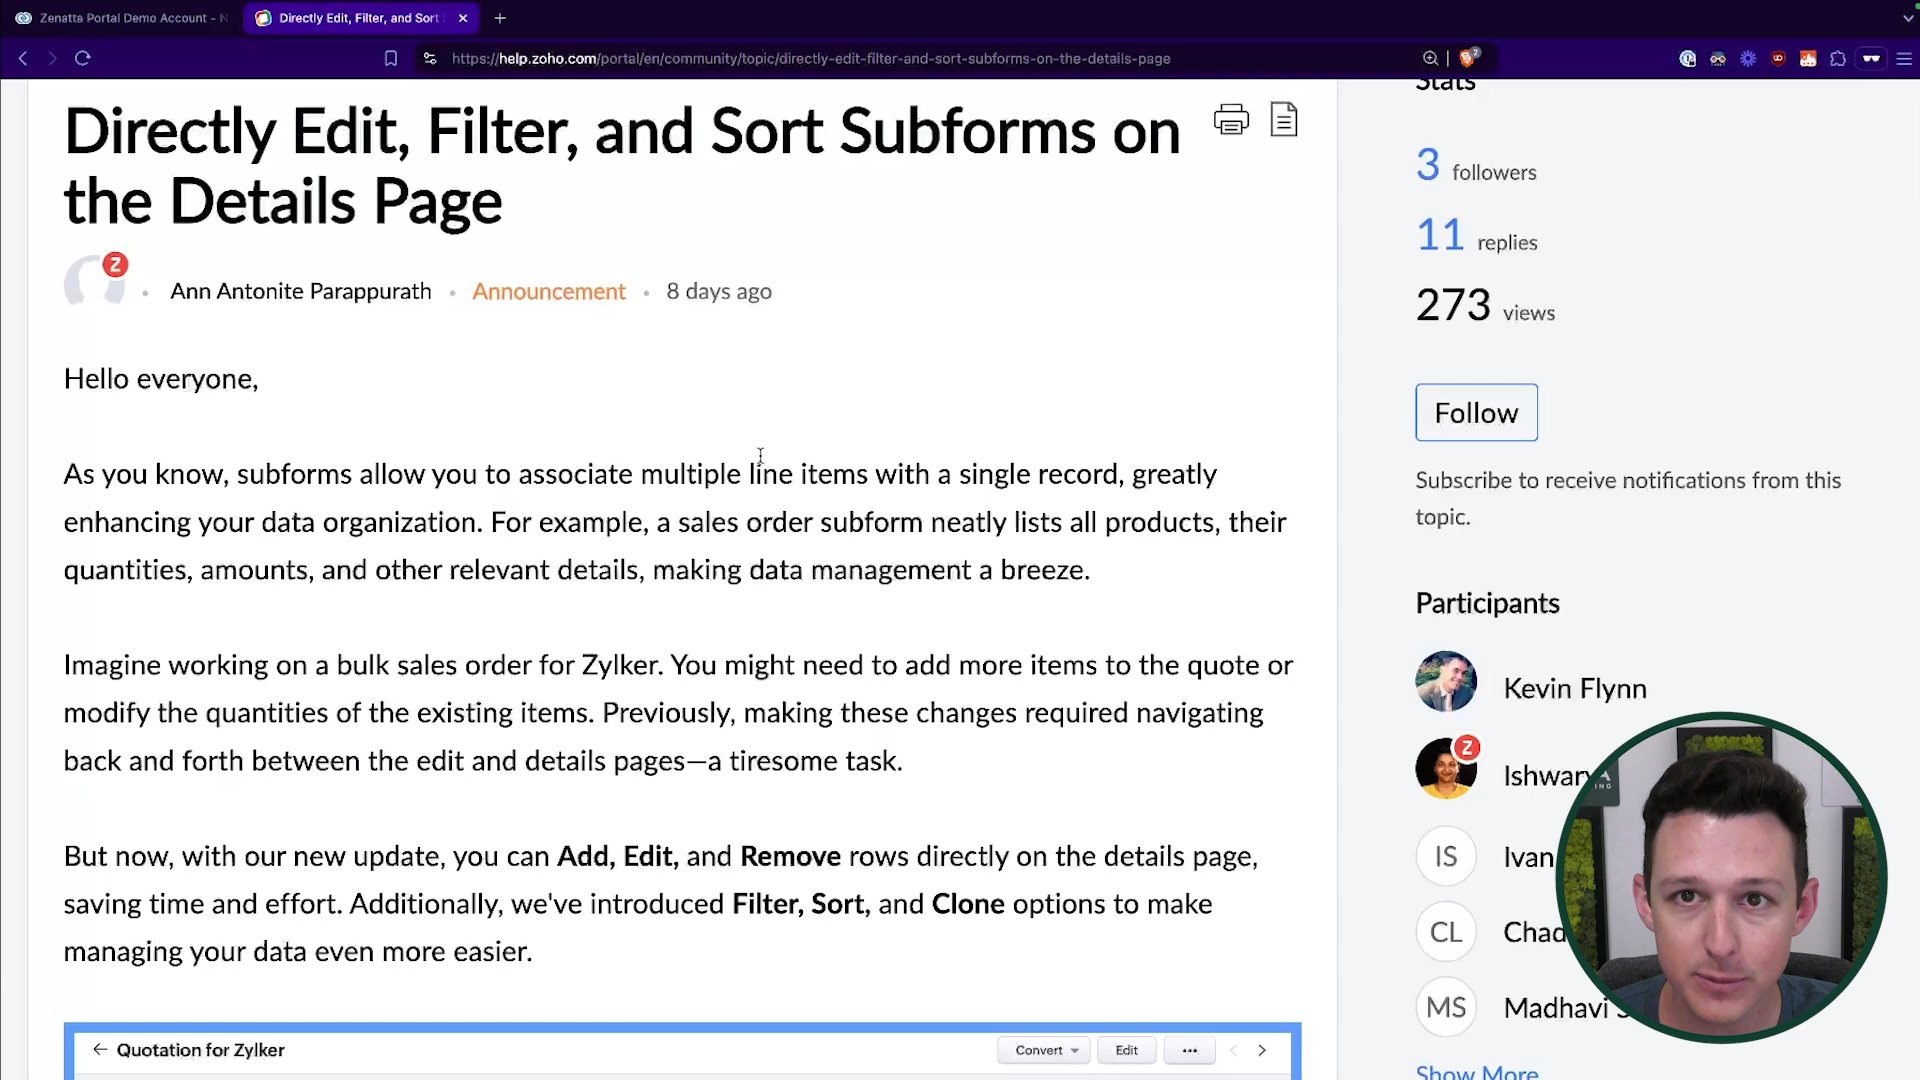 Zenatta Portal Demo Account - N
Directly Edit, Filter, and Sort
https://help.zoho.com/portal/en/community/topic/directly-edit-filter-and-sort-subforms-on-the-details-page
2
Directly Edit, Filter, and Sort Subforms on
the Details Page
Z
Ann Antonite Parappurath • Announcement • 8 days ago
Hello everyone,
As you know, subforms allow you to associate multiple line items with a single record, greatly
enhancing your data organization. For example, a sales order subform neatly lists all products, their
quantities, amounts, and other relevant details, making data management a breeze.
Imagine working on a bulk sales order for Zylker. You might need to add more items to the quote or
modify the quantities of the existing items. Previously, making these changes required navigating
back and forth between the edit and details pages—a tiresome task.
But now, with our new update, you can Add, Edit, and Remove rows directly on the details page,
saving time and effort. Additionally, we've introduced Filter, Sort, and Clone options to make
managing your data even more easier.
Quotation for Zylker
Convert
Edit
Stats
3 followers
11 replies
273 views
Follow
Subscribe to receive notifications from this
topic.
Participants
Kevin Flynn
Z
Ishwary
IS Ivan
CL Chad
MS Madhavi S
Show More